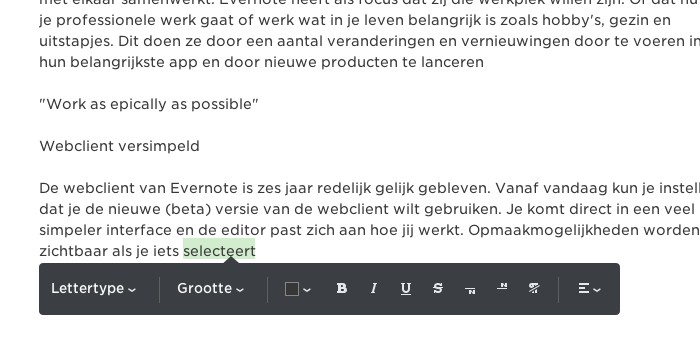 met elkaar samenwerkt. Evernote heeft als focus dat zij die werkplek willen zijn. Of dat nu
je professionele werk gaat of werk wat in je leven belangrijk is zoals hobby's, gezin en
uitstapjes. Dit doen ze door een aantal veranderingen en vernieuwingen door te voeren in
hun belangrijkste app en door nieuwe producten te lanceren
"Work as epically as possible"
Webclient versimpeld
De webclient van Evernote is zes jaar redelijk gelijk gebleven. Vanaf vandaag kun je
dat je de nieuwe (beta) versie van de webclient wilt gebruiken. Je komt direct in een veel
simpeler interface en de editor past zich aan hoe jij werkt. Opmaakmogelijkheden worden
zichtbaar als je iets selecteert
Lettertype Grootte B I U S